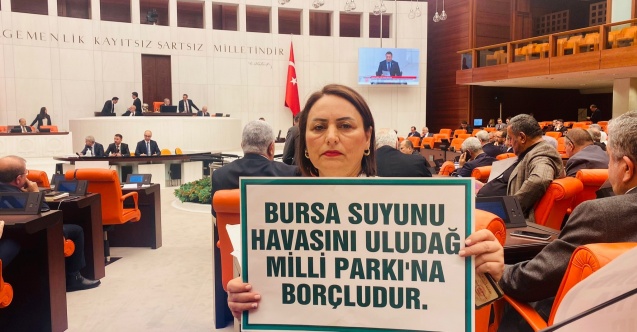 EGEMENLİK KAYITSIZ ŞARTSIZ MİLLETİNDİR
BURSA SUYUNU
HAVASINI ULUDAĞ
MİLLİ PARKI'NA
BORÇLUDUR.